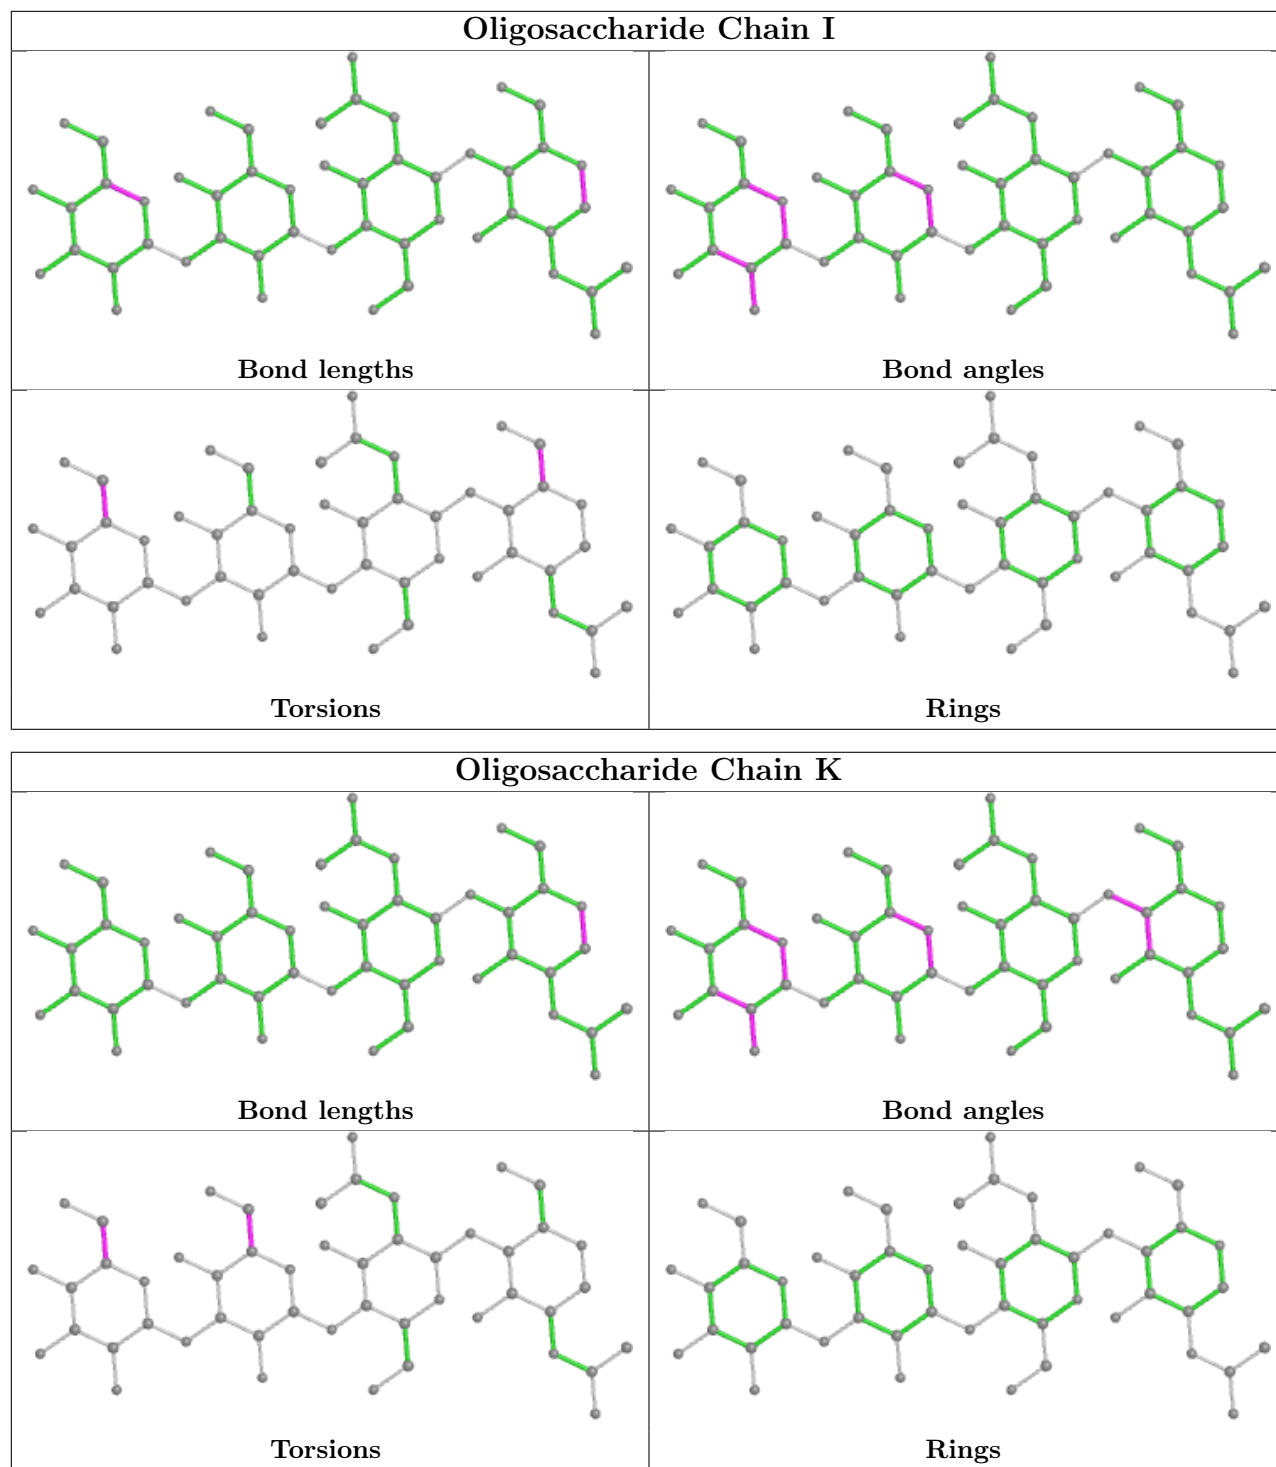 Oligosaccharide Chain I
Bond lengths
Bond angles
Torsions
Rings
Oligosaccharide Chain K
Bond lengths
Bond angles
Torsions
Rings